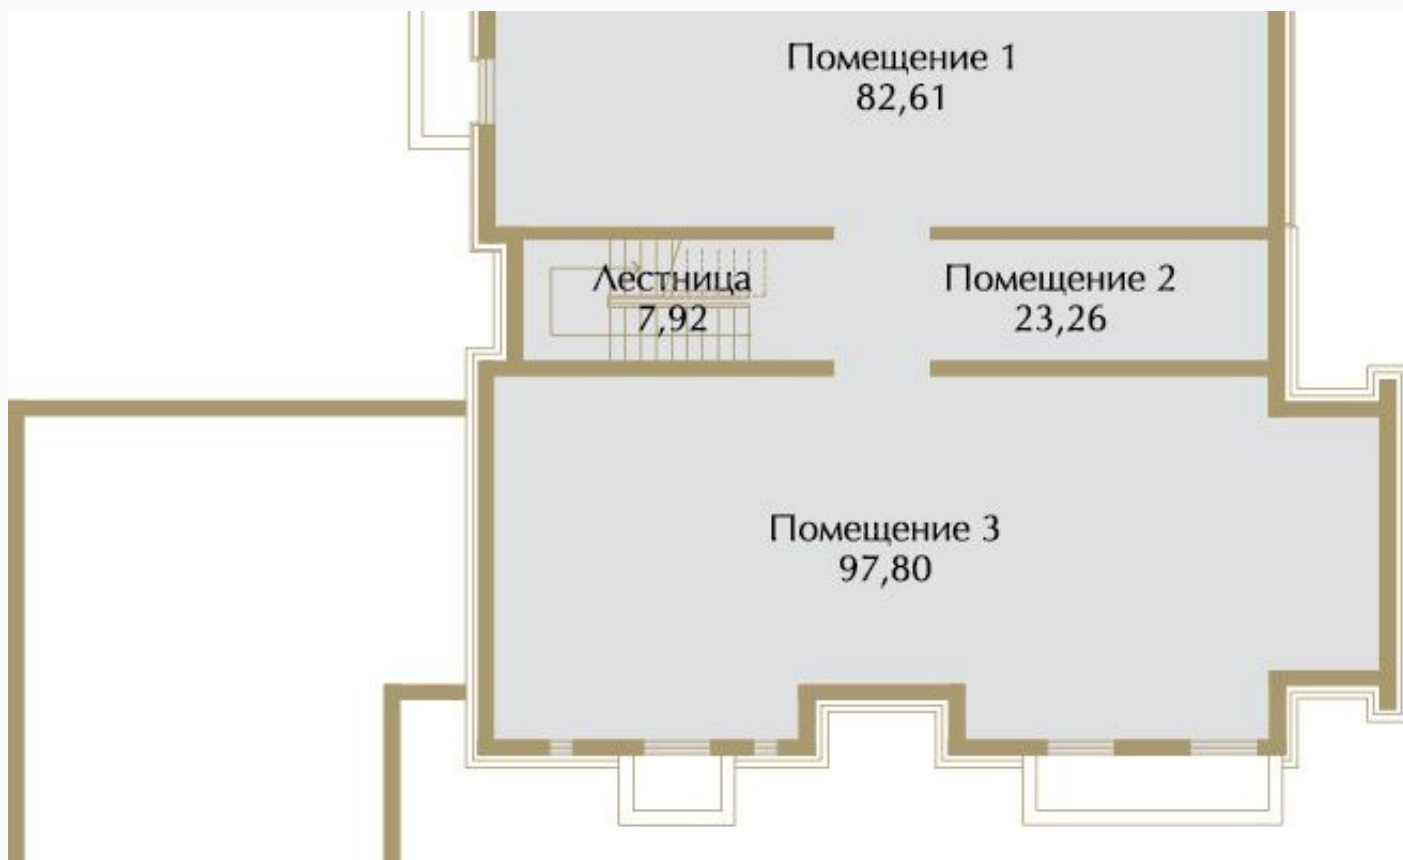 Помещение 1
82,61
Лестница
7,92
Помещение 2
23,26
Помещение 3
97,80